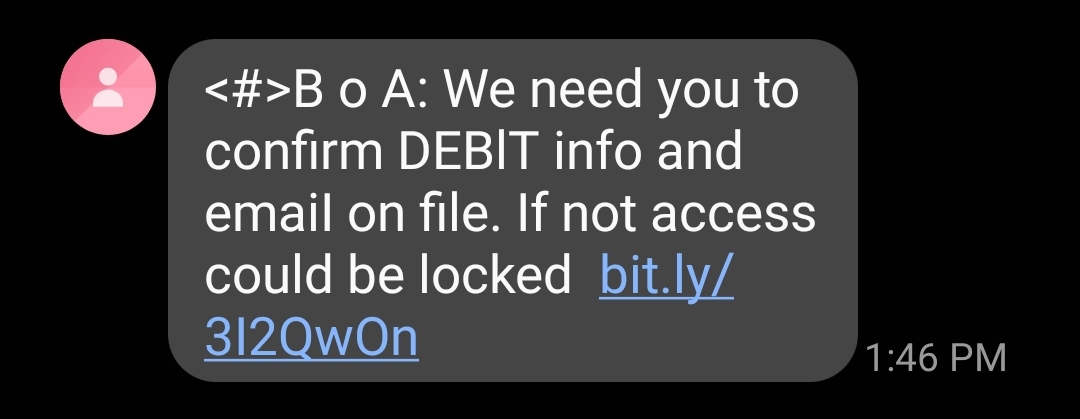 <#>B o A: We need you to
confirm DEBlT info and
email on file. If not access
could be locked  bit.ly/
3I2QwOn
1:46 PM